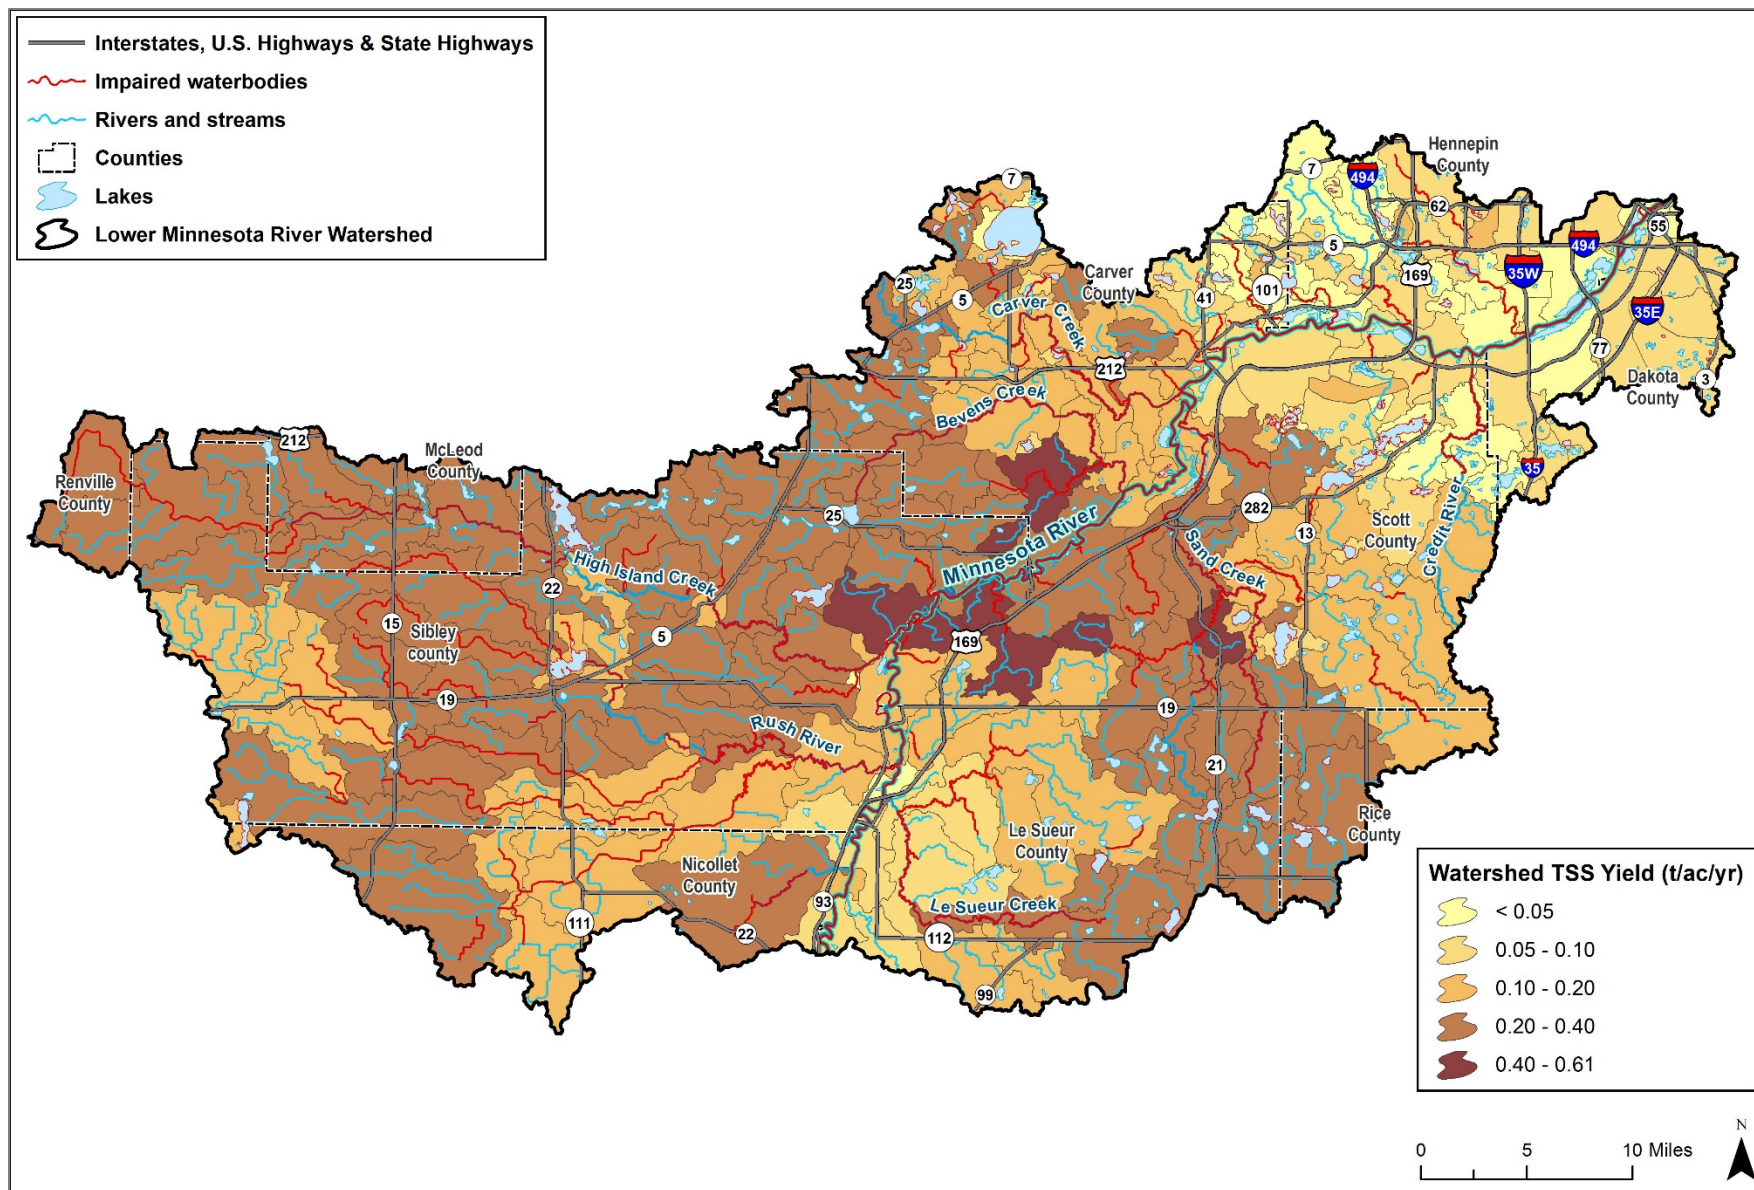 Interstates, U.S. Highways & State Highways
Impaired waterbodies
Rivers and streams
Counties
Lakes
Lower Minnesota River Watershed
Hennepin
County
7
494
7
62
55
5
494
Carver
County
169
35W
25
5
41
101
35E
Carver Creek
77
212
Dakota
County
3
Bevens Creek
212
McLeod
County
35
Renville
County
25
282
Scott
County
13
Credit River
Minnesota River
Sand Creek
High Island Creek
22
15
Sibley
county
5
169
19
19
Rush River
21
Rice
County
Le Sueur
County
Nicollet
County
93
Le Sueur Creek
111
22
112
99
Watershed TSS Yield (t/ac/yr)
< 0.05
0.05 - 0.10
0.10 - 0.20
0.20 - 0.40
0.40 - 0.61
N
0 5 10 Miles